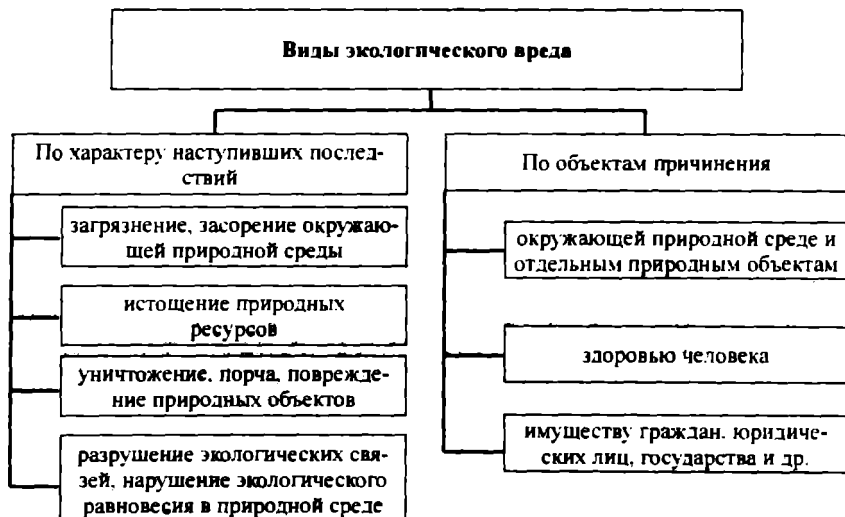 Виды экологического вреда
По характеру наступивших послед-
ствий
загрязнение, засорение окружаю-
щей природной среды
истощение природных
ресурсов
уничтожение, порча, поврежде-
ние природных объектов
разрушение экологических свя-
зей, нарушение экологического
равновесия в природной среде
По объектам причинения
окружающей природной среде и
отдельным природным объектам
здоровью человека
имуществу граждан, юридиче-
ских лиц, государства и др.